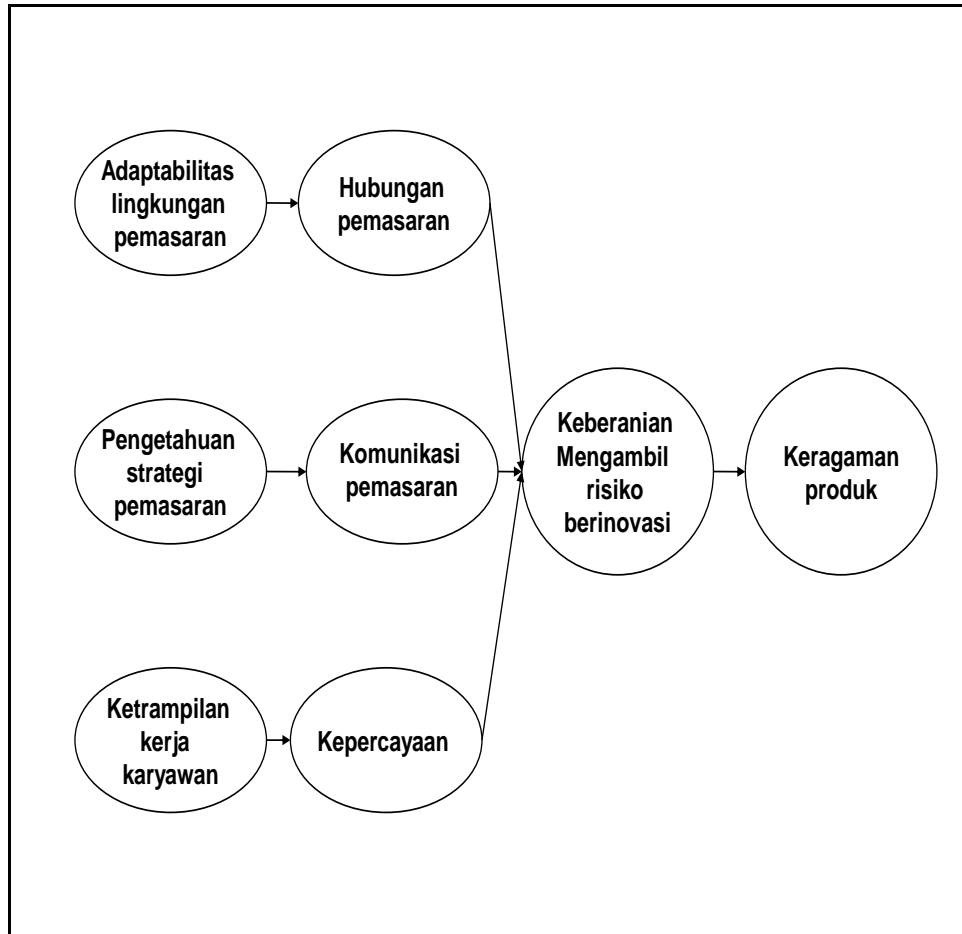 Adaptabilitas
lingkungan
pemasaran
Hubungan
pemasaran
Pengetahuan
strategi
pemasaran
Komunikasi
pemasaran
Keberanian
Mengambil
risiko
berinovasi
Keragaman
produk
Ketrampilan
kerja
karyawan
Kepercayaan